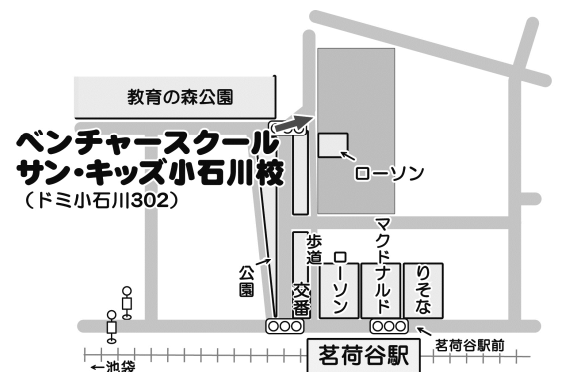 教育の森公園
ベンチャースクール
サン・キッズ小石川校
（ドミ小石川302）
ローソン
公園
交番
歩道
ローソン
マクドナルド
りそな
茗荷谷駅前
茗荷谷駅
←池袋